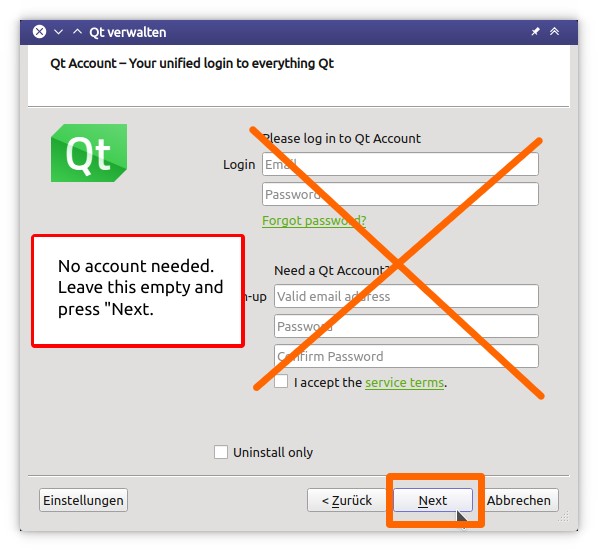 Qt verwalten
Qt Account – Your unified login to everything Qt
Qt
Please log in to Qt Account
Login
Email
Password
Forgot password?
No account needed.
Leave this empty and
press "Next.
Need a Qt Account?
n-up
Valid email address
Password
Confirm Password
I accept the service terms.
Uninstall only
Einstellungen
< Zurück
Next
Abbrechen